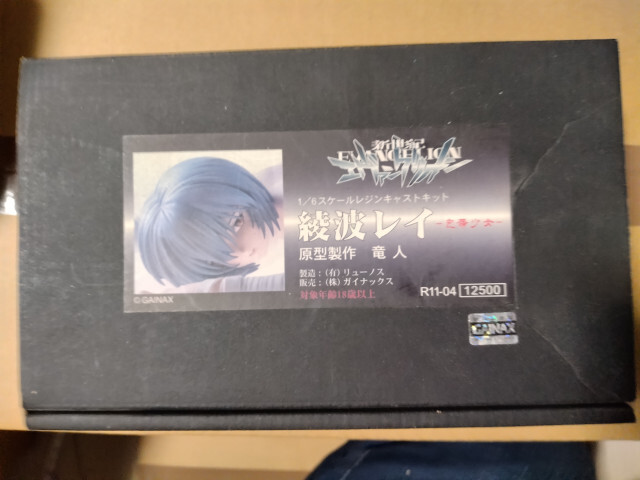 新世紀
EVANGELION
エヴァンゲリオン
1/6スケールレジンキャストキット
綾波レイ
原型製作 竜人
製造：(有)リューノス
販売：(株)ガイナックス
対象年齢18歳以上
R11-04 12500
©GAINAX
GAINAX